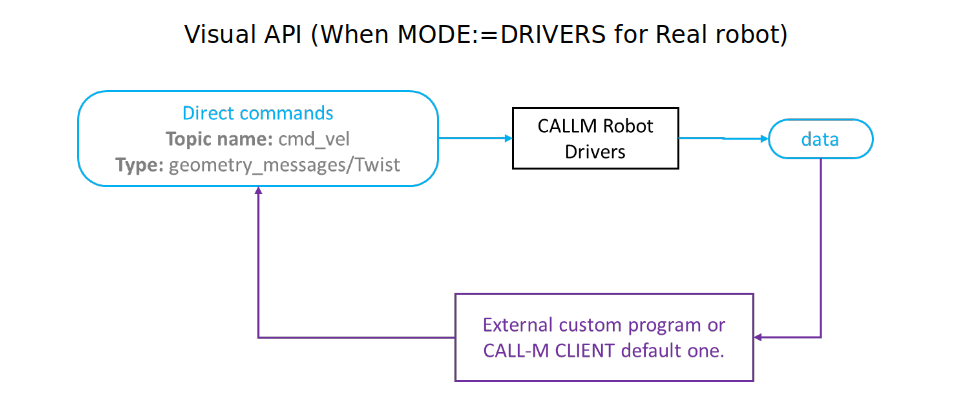 Visual API (When MODE:=DRIVERS for Real robot)
Direct commands
Topic name: cmd_vel
Type: geometry_messages/Twist
CALLM Robot
Drivers
data
External custom program or
CALL-M CLIENT default one.